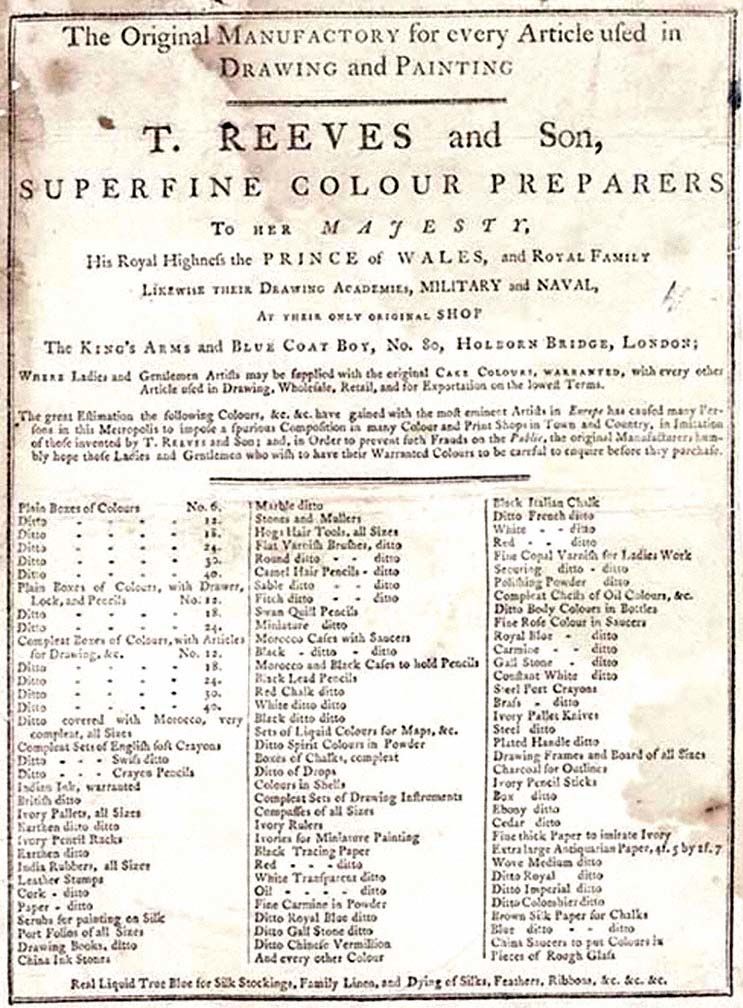 The Original MANUFACTORY for every Article uſed in
DRAWING and PAINTING
T. REEVES and Son,
SUPERFINE COLOUR PREPARERS
TO HER MAJESTY,
His Royal Highneſs the PRINCE of WALES, and ROYAL FAMILY
LIKEWISE THEIR DRAWING ACADEMIES, MILITARY and NAVAL,
AT THEIR ONLY ORIGINAL SHOP
The KING'S ARMS and BLUE COAT BOY, No. 80, HOLBORN BRIDGE, LONDON;
WHERE Ladies and Gentlemen Artiſts may be ſupplied with the original CAKE COLOURS, WARRANTED, with every other
Article uſed in Drawing, Wholeſale, Retail, and for Exportation on the loweſt Terms.
The great Eſtimation the following Colours, &c. &c. have gained with the moſt eminent Artiſts in Europe has cauſed many Per-
ſons in this Metropolis to impoſe a ſpurious Compoſition in many Colour and Print Shops in Town and Country, in Imitation
of thoſe invented by T. REEVES and SON; and, in Order to prevent ſuch Frauds on the Public, the original Manufacturers hum-
bly hope thoſe Ladies and Gentlemen who wiſh to have their Warranted Colours to be careful to enquire before they purchaſe.
Plain Boxes of Colours No. 6.
Ditto - - - - 12.
Ditto - - - - 18.
Ditto - - - - 24.
Ditto - - - - 30.
Ditto - - - - 40.
Plain Boxes of Colours, with Drawer,
Lock, and Pencils No. 12.
Ditto - - - - 18.
Ditto - - - - 24.
Compleat Boxes of Colours, with Articles
for Drawing, &c. No. 12.
Ditto - - - - 18.
Ditto - - - - 24.
Ditto - - - - 30.
Ditto - - - - 40.
Ditto covered with Morocco, very
compleat, all Sizes
Compleat Sets of Engliſh ſoft Crayons
Ditto - - - Swiſs ditto
Ditto - - - Crayon Pencils
Indian Ink, warranted
Britiſh ditto
Ivory Pallets, all Sizes
Earthen ditto ditto
Ivory Pencil Racks
Earthen ditto
India Rubbers, all Sizes
Leather Stumps
Cork - ditto
Paper - ditto
Scrubs for painting on Silk
Port Folios of all Sizes
Drawing Books, ditto
China Ink Stones
Marble ditto
Stones and Mullers
Hogs Hair Tools, all Sizes
Flat Varniſh Bruſhes, ditto
Round ditto - - ditto
Camel Hair Pencils - ditto
Sable ditto - - ditto
Fitch ditto - - ditto
Swan Quill Pencils
Miniature ditto
Morocco Caſes with Saucers
Black - ditto - ditto
Morocco and Black Caſes to hold Pencils
Black Lead Pencils
Red Chalk ditto
White ditto ditto
Black ditto ditto
Sets of Liquid Colours for Maps, &c.
Ditto Spirit Colours in Powder
Boxes of Chalks, compleat
Ditto of Drops
Colours in Shells
Compleat Sets of Drawing Inſtruments
Compaſſes of all Sizes
Ivory Rulers
Ivories for Miniature Painting
Black Tracing Paper
Red - - - ditto
White Tranſparent ditto
Oil - - - - ditto
Fine Carmine in Powder
Ditto Royal Blue ditto
Ditto Gall Stone ditto
Ditto Chineſe Vermillion
And every other Colour
Black Italian Chalk
Ditto French ditto
White - - ditto
Red - - ditto
Fine Copal Varniſh for Ladies Work
Securing ditto - ditto
Poliſhing Powder ditto
Compleat Cheſts of Oil Colours, &c.
Ditto Body Colours in Bottles
Fine Roſe Colour in Saucers
Royal Blue - ditto
Carmine - - ditto
Gall Stone - ditto
Conſtant White ditto
Steel Port Crayons
Braſs - ditto
Ivory Pallet Knives
Steel ditto
Plated Handle ditto
Drawing Frames and Board of all Sizes
Charcoal for Outlines
Ivory Pencil Sticks
Box ditto
Ebony ditto
Cedar ditto
Fine thick Paper to imitate Ivory
Extra large Antiquarian Paper, 4f. 5 by 2f. 7
Wove Medium ditto
Ditto Royal ditto
Ditto Imperial ditto
Ditto Colombier ditto
Brown Silk Paper for Chalks
Blue ditto - - ditto
China Saucers to put Colours in
Pieces of Rough Glaſs
Real Liquid True Blue for Silk Stockings, Family Linen, and Dying of Silks, Feathers, Ribbons, &c. &c. &c.